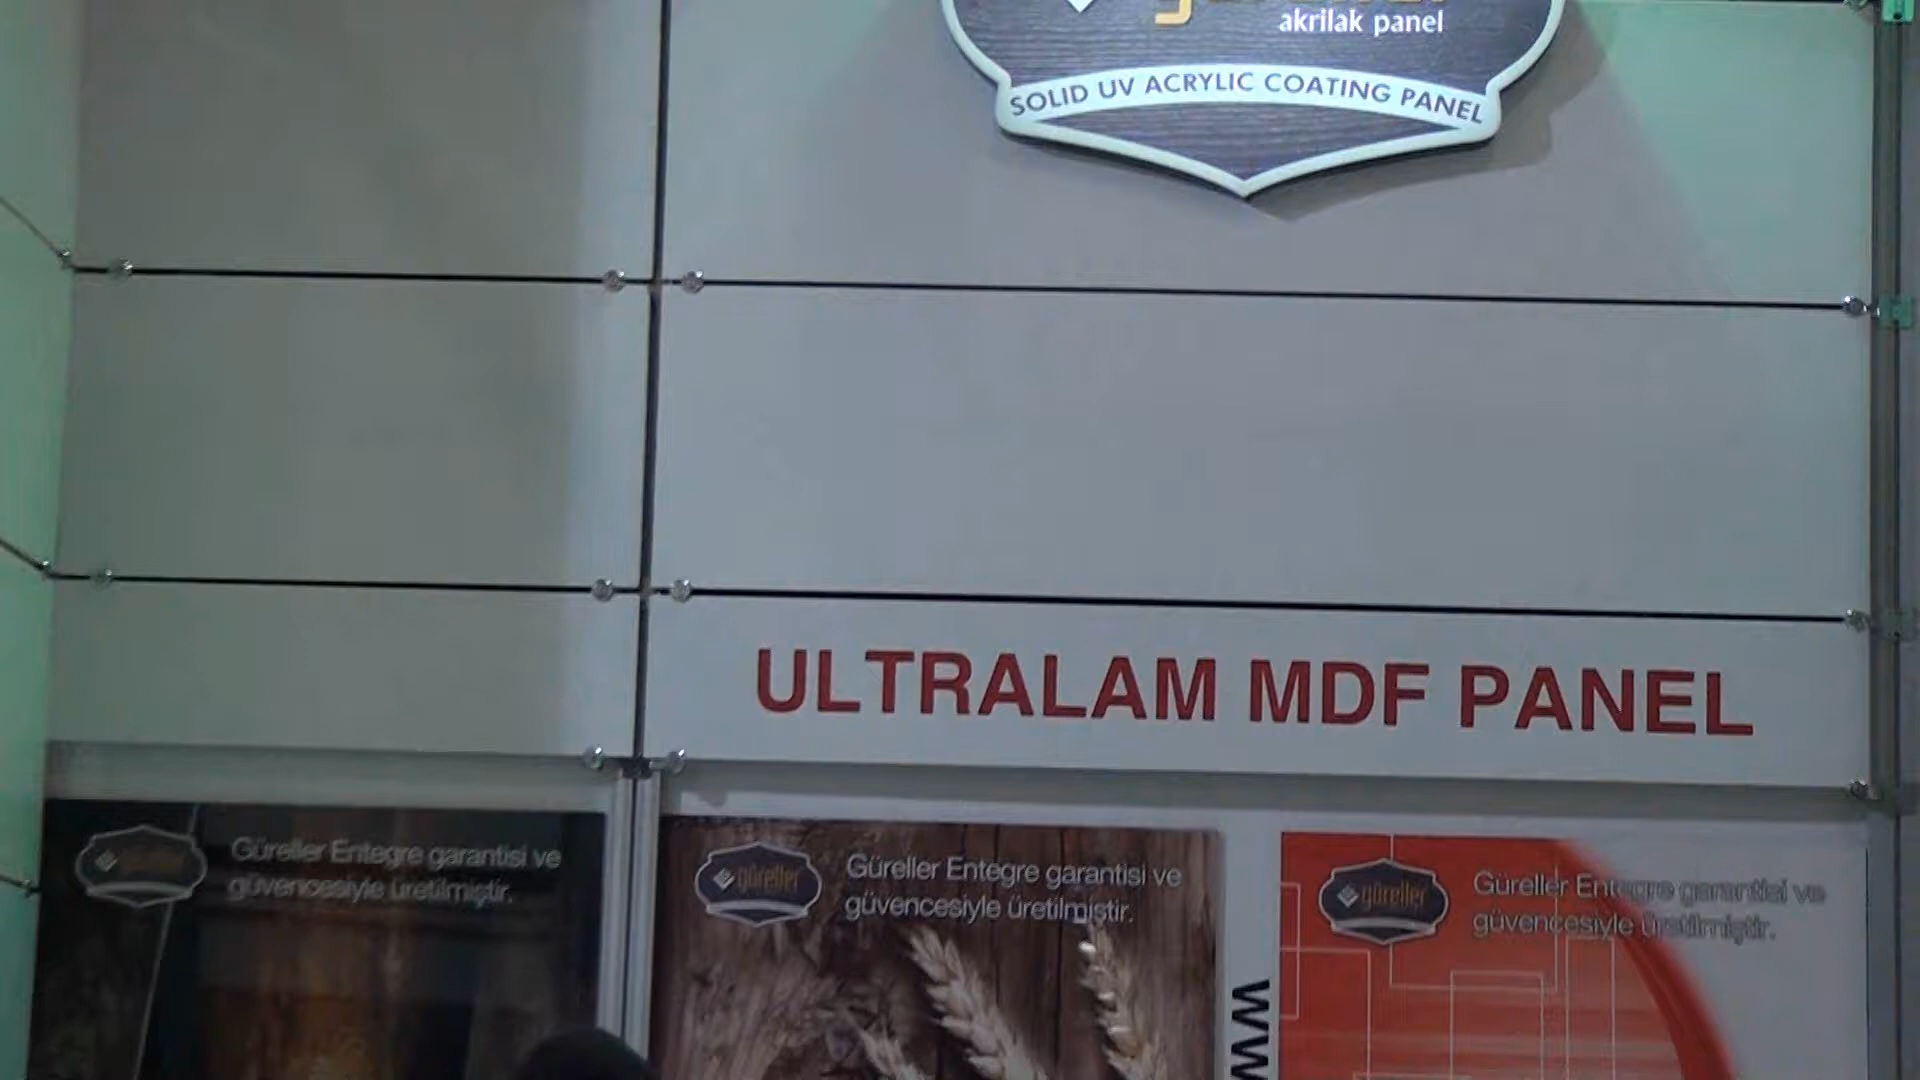 akrilak panel
SOLID UV ACRYLIC COATING PANEL
ULTRALAM MDF PANEL
Güreller Entegre garantisi ve
güvencesiyle üretilmiştir.
güreller
Güreller Entegre garantisi ve
güvencesiyle üretilmiştir.
güreller
Güreller Entegre garantisi ve
güvencesiyle üretilmiştir.